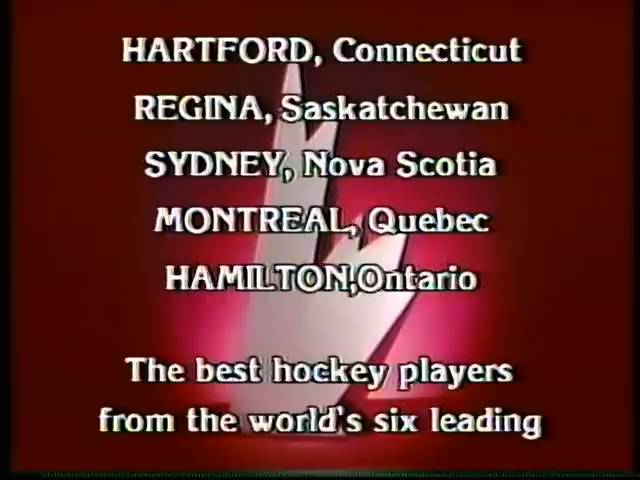 HARTFORD, Connecticut
REGINA, Saskatchewan
SYDNEY, Nova Scotia
MONTREAL, Quebec
HAMILTON,Ontario
The best hockey players
from the world's six leading